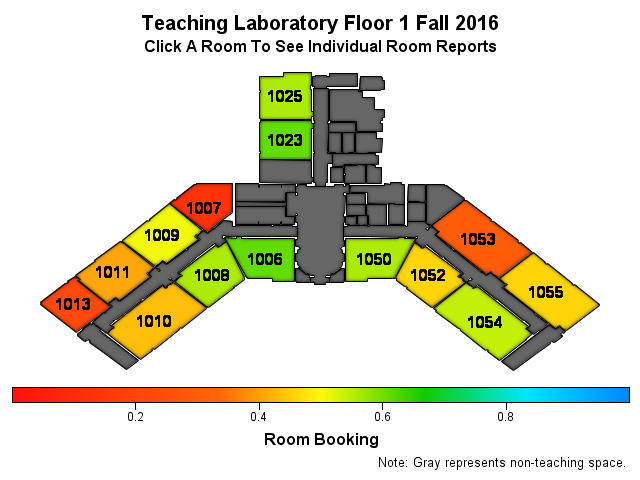 Teaching Laboratory Floor 1 Fall 2016
Click A Room To See Individual Room Reports
1025
1023
1007
1009
1053
1011
1008
1006
1050
1052
1055
1013
1010
1054
0.2 0.4 0.6 0.8
Room Booking
Note: Gray represents non-teaching space.